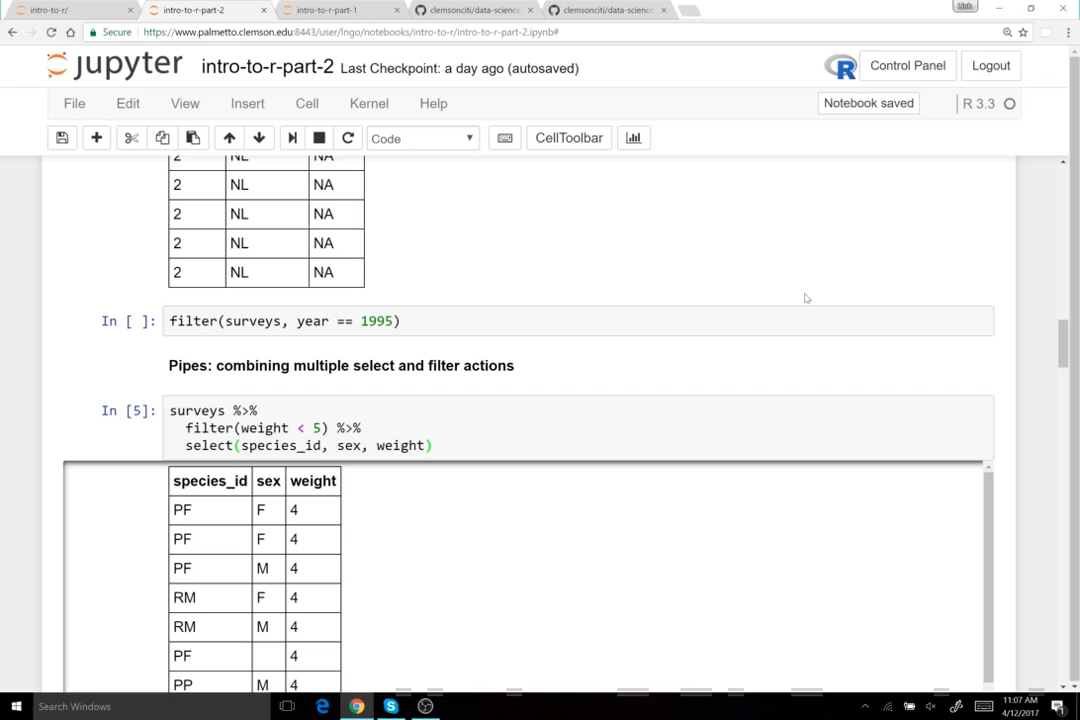 intro-to-r/
intro-to-r-part-2
intro-to-r-part-1
clemsonciti/data-science
clemsonciti/data-science
Secure
https://www.palmetto.clemson.edu:8443/user/lngo/notebooks/intro-to-r/intro-to-r-part-2.ipynb#
jupyter
intro-to-r-part-2
Last Checkpoint: a day ago (autosaved)
R
Control Panel
Logout
File
Edit
View
Insert
Cell
Kernel
Help
Notebook saved
R 3.3
Code
CellToolbar
2 NL NA
2 NL NA
2 NL NA
2 NL NA
2 NL NA
In [ ]: filter(surveys, year == 1995)
Pipes: combining multiple select and filter actions
In [5]: surveys %>%
filter(weight < 5) %>%
select(species_id, sex, weight)
species_id sex weight
PF F 4
PF F 4
PF M 4
RM F 4
RM M 4
PF 4
PP M 4
Search Windows
11:07 AM
4/12/2017